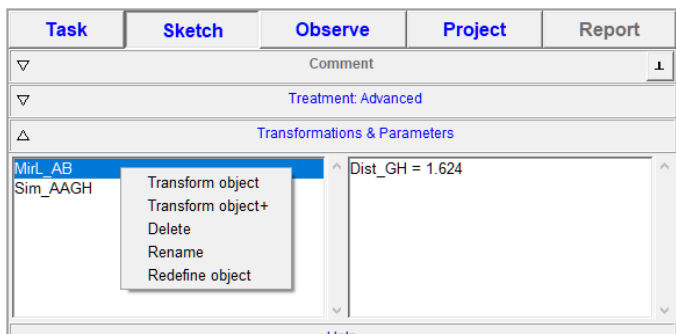 Task Sketch Observe Project Report
Comment
Treatment: Advanced
Transformations & Parameters
MirL_AB
Sim_AAGH
Transform object
Transform object+
Delete
Rename
Redefine object
Dist_GH = 1.624